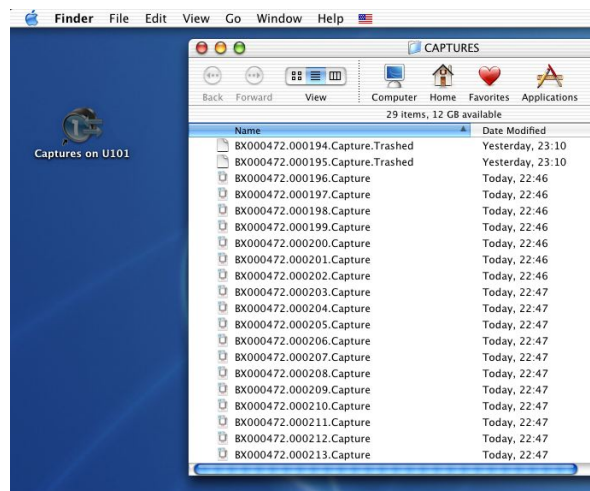 Finder File Edit View Go Window Help
CAPTURES
Back Forward View Computer Home Favorites Applications
29 items, 12 GB available
Name Date Modified
Captures on U101
BX000472.000194.Capture.Trashed Yesterday, 23:10
BX000472.000195.Capture.Trashed Yesterday, 23:10
BX000472.000196.Capture Today, 22:46
BX000472.000197.Capture Today, 22:46
BX000472.000198.Capture Today, 22:46
BX000472.000199.Capture Today, 22:46
BX000472.000200.Capture Today, 22:46
BX000472.000201.Capture Today, 22:46
BX000472.000202.Capture Today, 22:46
BX000472.000203.Capture Today, 22:47
BX000472.000204.Capture Today, 22:47
BX000472.000205.Capture Today, 22:47
BX000472.000206.Capture Today, 22:47
BX000472.000207.Capture Today, 22:47
BX000472.000208.Capture Today, 22:47
BX000472.000209.Capture Today, 22:47
BX000472.000210.Capture Today, 22:47
BX000472.000211.Capture Today, 22:47
BX000472.000212.Capture Today, 22:47
BX000472.000213.Capture Today, 22:47